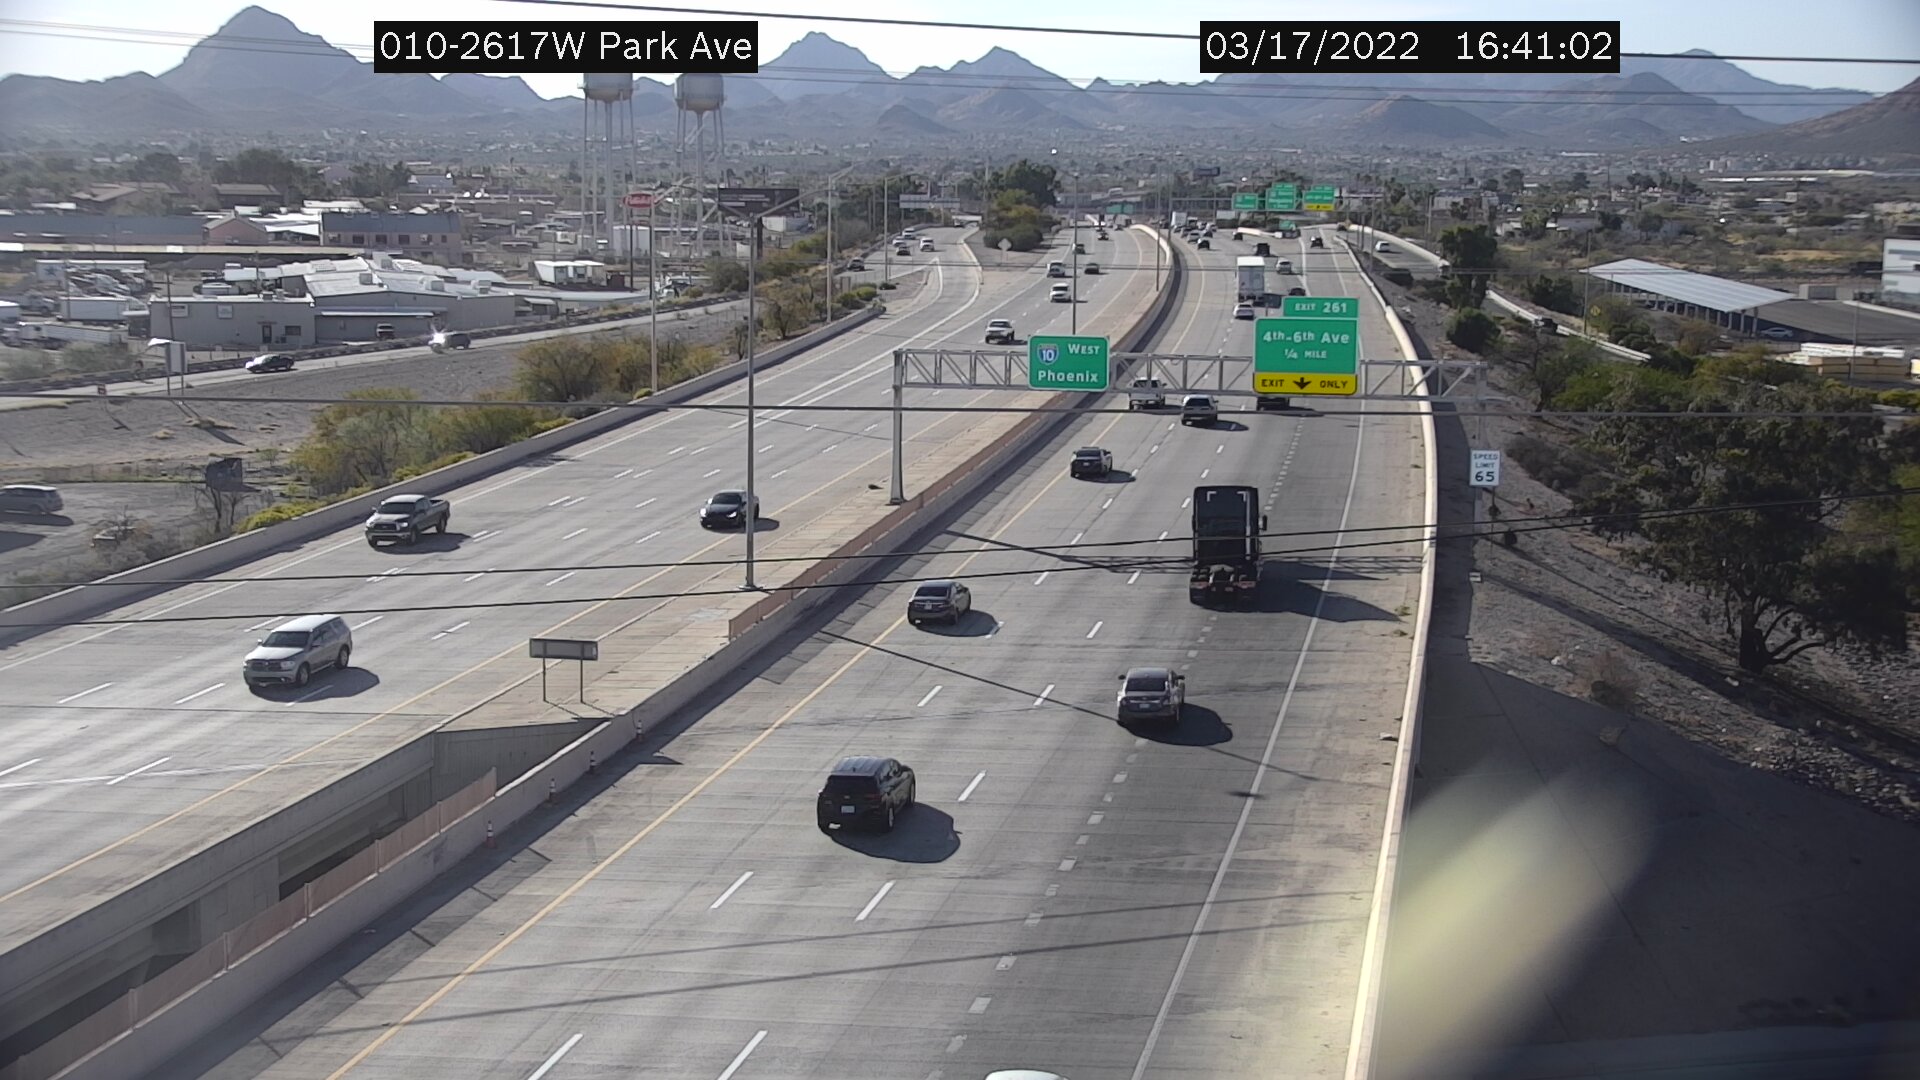 010-2617W Park Ave
03/17/2022 16:41:02
EXIT 261
4th-6th Ave
1/4 MILE
EXIT ONLY
10 WEST
Phoenix
SPEED
LIMIT
65